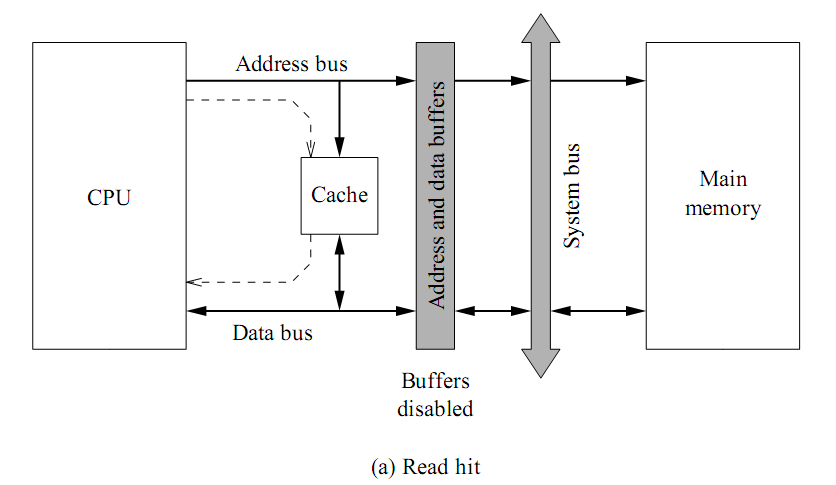 Address bus
CPU
Cache
Address and data buffers
System bus
Main
memory
Data bus
Buffers
disabled
(a) Read hit